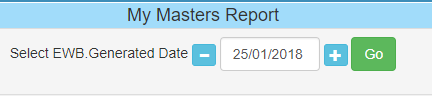 My Masters Report
Select EWB.Generated Date − 25/01/2018 + Go